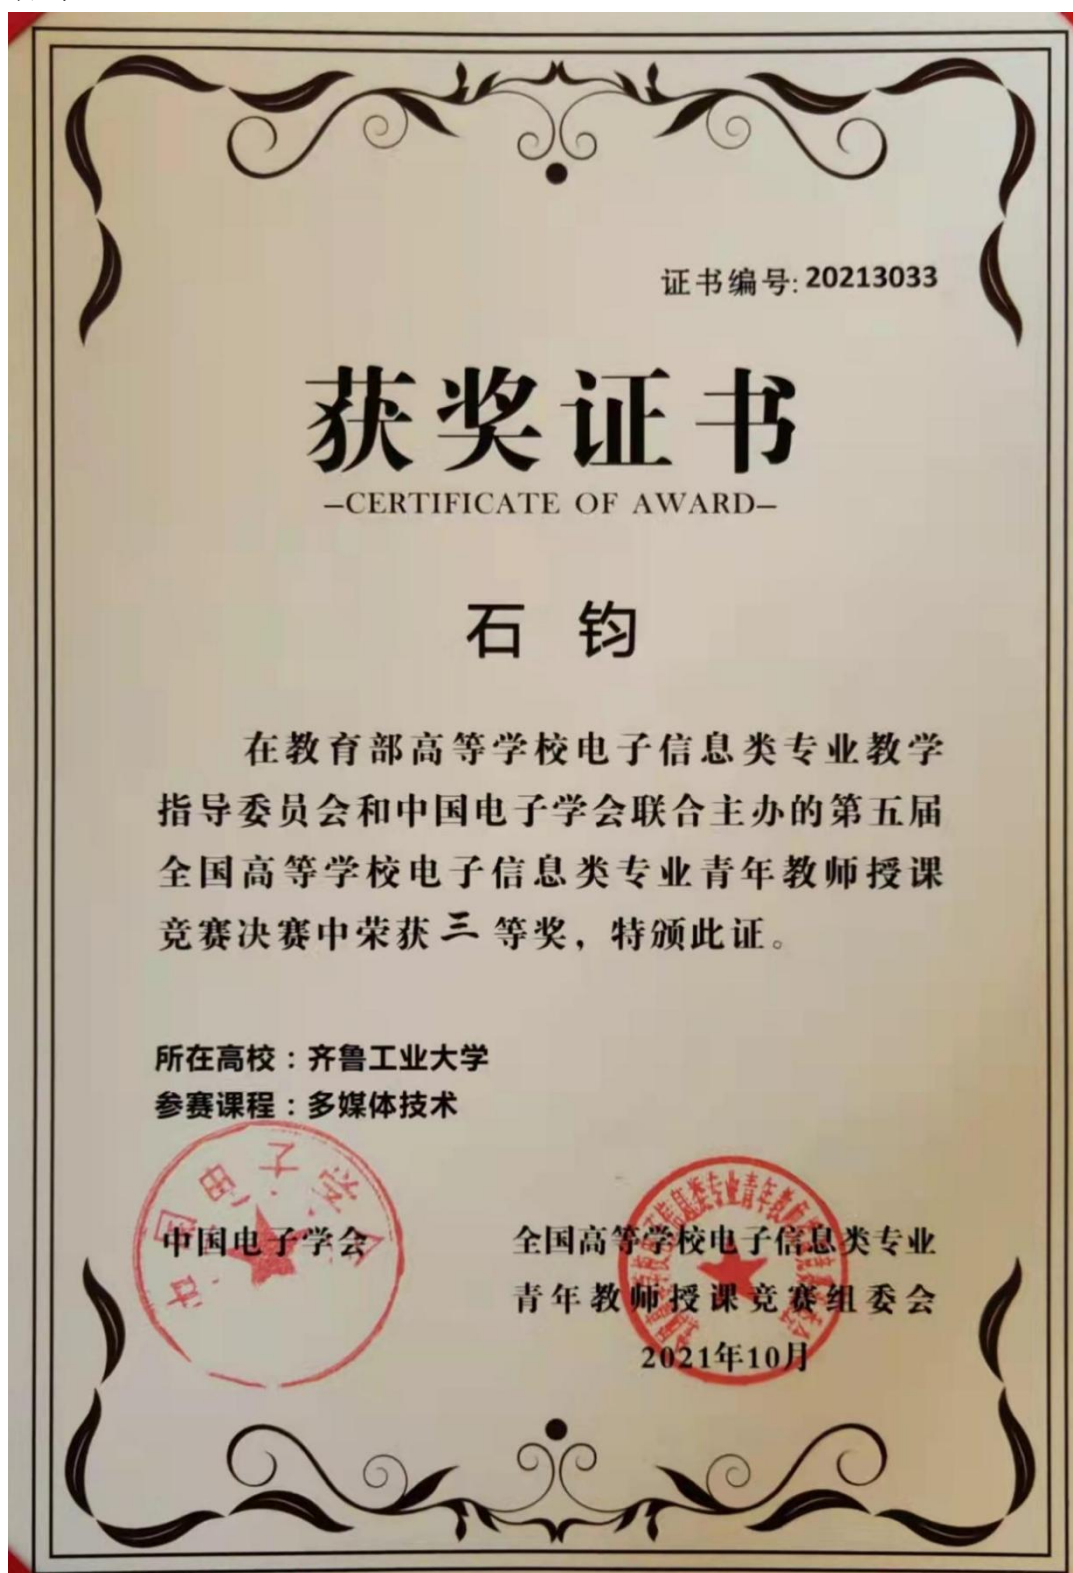 证书编号: 20213033
获奖证书
–CERTIFICATE OF AWARD–
石 钧
在教育部高等学校电子信息类专业教学
指导委员会和中国电子学会联合主办的第五届
全国高等学校电子信息类专业青年教师授课
竞赛决赛中荣获 三 等奖，特颁此证。
所在高校：齐鲁工业大学
参赛课程：多媒体技术
中国电子学会
中国电子学会
全国高等学校电子信息类专业
青年教师授课竞赛组委会
2021年10月